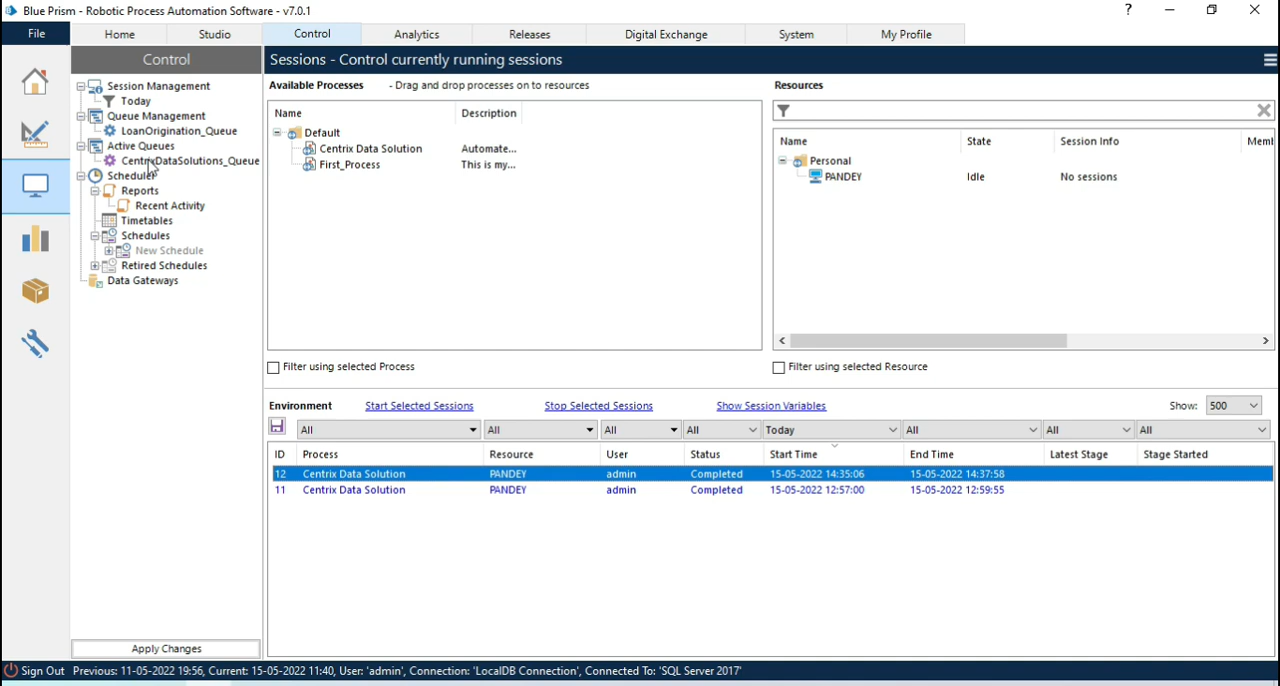 Blue Prism - Robotic Process Automation Software - v7.0.1
?
File Home Studio Control Analytics Releases Digital Exchange System My Profile
Control
Session Management
Today
Queue Management
LoanOrigination_Queue
Active Queues
CentrixDataSolutions_Queue
Scheduler
Reports
Recent Activity
Timetables
Schedules
New Schedule
Retired Schedules
Data Gateways
Apply Changes
Sessions - Control currently running sessions
Available Processes - Drag and drop processes on to resources
Name Description
Default
Centrix Data Solution Automate...
First_Process This is my...
Filter using selected Process
Resources
Name State Session Info Meml
Personal
PANDEY Idle No sessions
Filter using selected Resource
Environment Start Selected Sessions Stop Selected Sessions Show Session Variables Show: 500
All All All All Today All All All
ID Process Resource User Status Start Time End Time Latest Stage Stage Started
12 Centrix Data Solution PANDEY admin Completed 15-05-2022 14:35:06 15-05-2022 14:37:58
11 Centrix Data Solution PANDEY admin Completed 15-05-2022 12:57:00 15-05-2022 12:59:55
Sign Out Previous: 11-05-2022 19:56, Current: 15-05-2022 11:40, User: 'admin', Connection: 'LocalDB Connection', Connected To: 'SQL Server 2017'